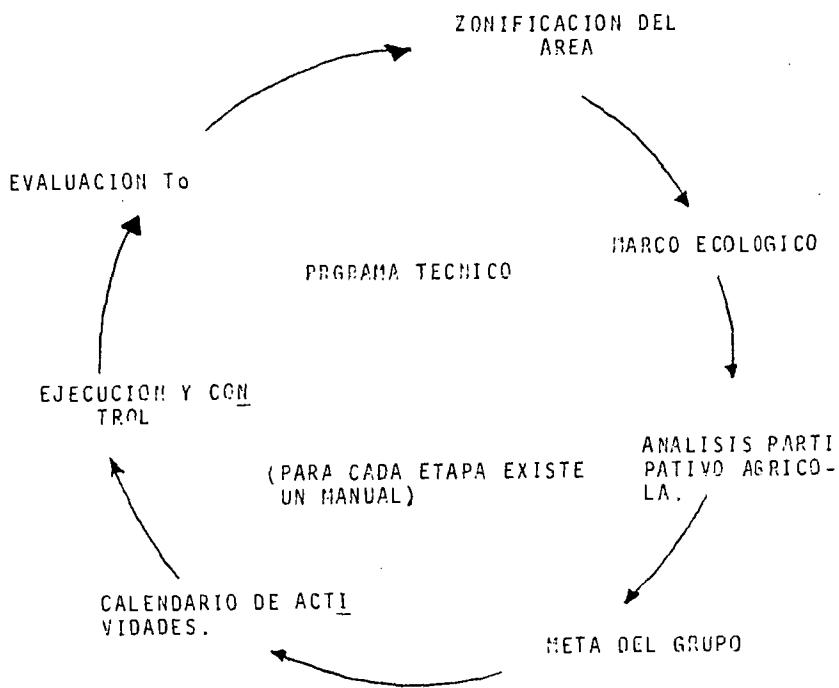 ZONIFICACION DEL
AREA
EVALUACION To
MARCO ECOLOGICO
PRGRAMA TECNICO
EJECUCION Y CON
TROL
ANALISIS PARTI
PATIVO AGRICO-
LA.
(PARA CADA ETAPA EXISTE
UN MANUAL)
CALENDARIO DE ACTI
VIDADES.
META DEL GRUPO